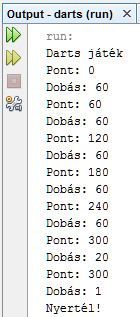 Output - darts (run)
run:
Darts játék
Pont: 0
Dobás: 60
Pont: 60
Dobás: 60
Pont: 120
Dobás: 60
Pont: 180
Dobás: 60
Pont: 240
Dobás: 60
Pont: 300
Dobás: 20
Pont: 300
Dobás: 1
Nyertél!